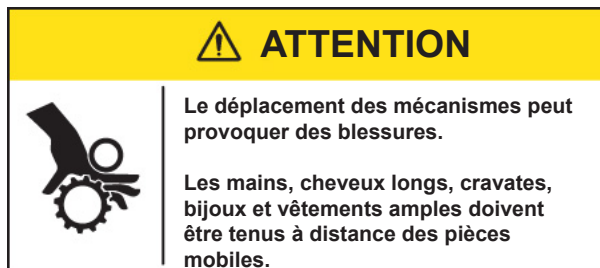 ATTENTION
Le déplacement des mécanismes peut
provoquer des blessures.
Les mains, cheveux longs, cravates,
bijoux et vêtements amples doivent
être tenus à distance des pièces
mobiles.